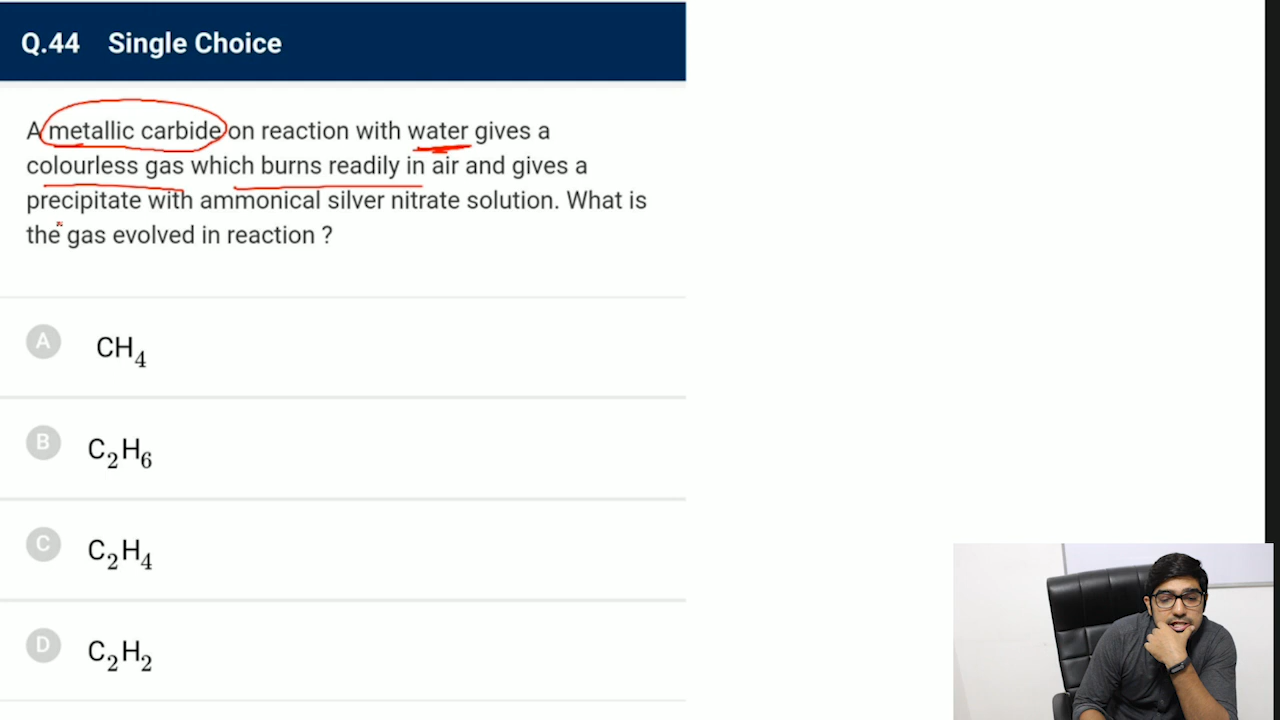 Q.44 Single Choice
A metallic carbide on reaction with water gives a
colourless gas which burns readily in air and gives a
precipitate with ammonical silver nitrate solution. What is
the gas evolved in reaction ?
A CH₄
B C₂H₆
C C₂H₄
D C₂H₂